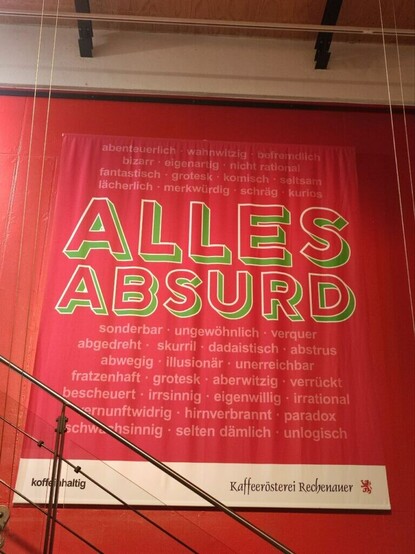 abenteuerlich · wahnwitzig · befremdlich
bizarr · eigenartig · nicht rational
fantastisch · grotesk · komisch · seltsam
lächerlich · merkwürdig · schräg · kurios
ALLES
ABSURD
sonderbar · ungewöhnlich · verquer
abgedreht · skurril · dadaistisch · abstrus
abwegig · illusionär · unerreichbar
fratzenhaft · grotesk · aberwitzig · verrückt
bescheuert · irrsinnig · eigenwillig · irrational
vernunftwidrig · hirnverbrannt · paradox
schwachsinnig · selten dämlich · unlogisch
koffeinhaltig
Kaffeerösterei Rechenauer